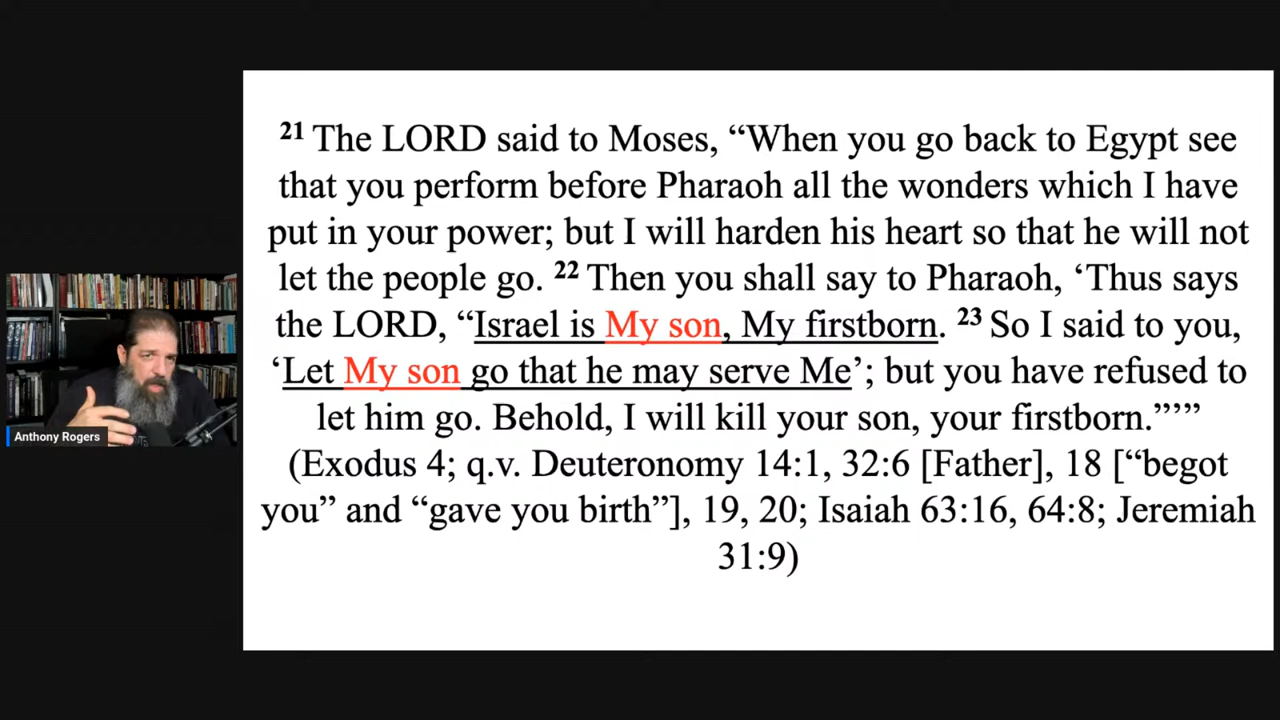 21 The LORD said to Moses, “When you go back to Egypt see
that you perform before Pharaoh all the wonders which I have
put in your power; but I will harden his heart so that he will not
let the people go. 22 Then you shall say to Pharaoh, ‘Thus says
the LORD, “Israel is My son, My firstborn. 23 So I said to you,
‘Let My son go that he may serve Me’; but you have refused to
let him go. Behold, I will kill your son, your firstborn.”’”
(Exodus 4; q.v. Deuteronomy 14:1, 32:6 [Father], 18 [“begot
you” and “gave you birth”], 19, 20; Isaiah 63:16, 64:8; Jeremiah
31:9)
Anthony Rogers